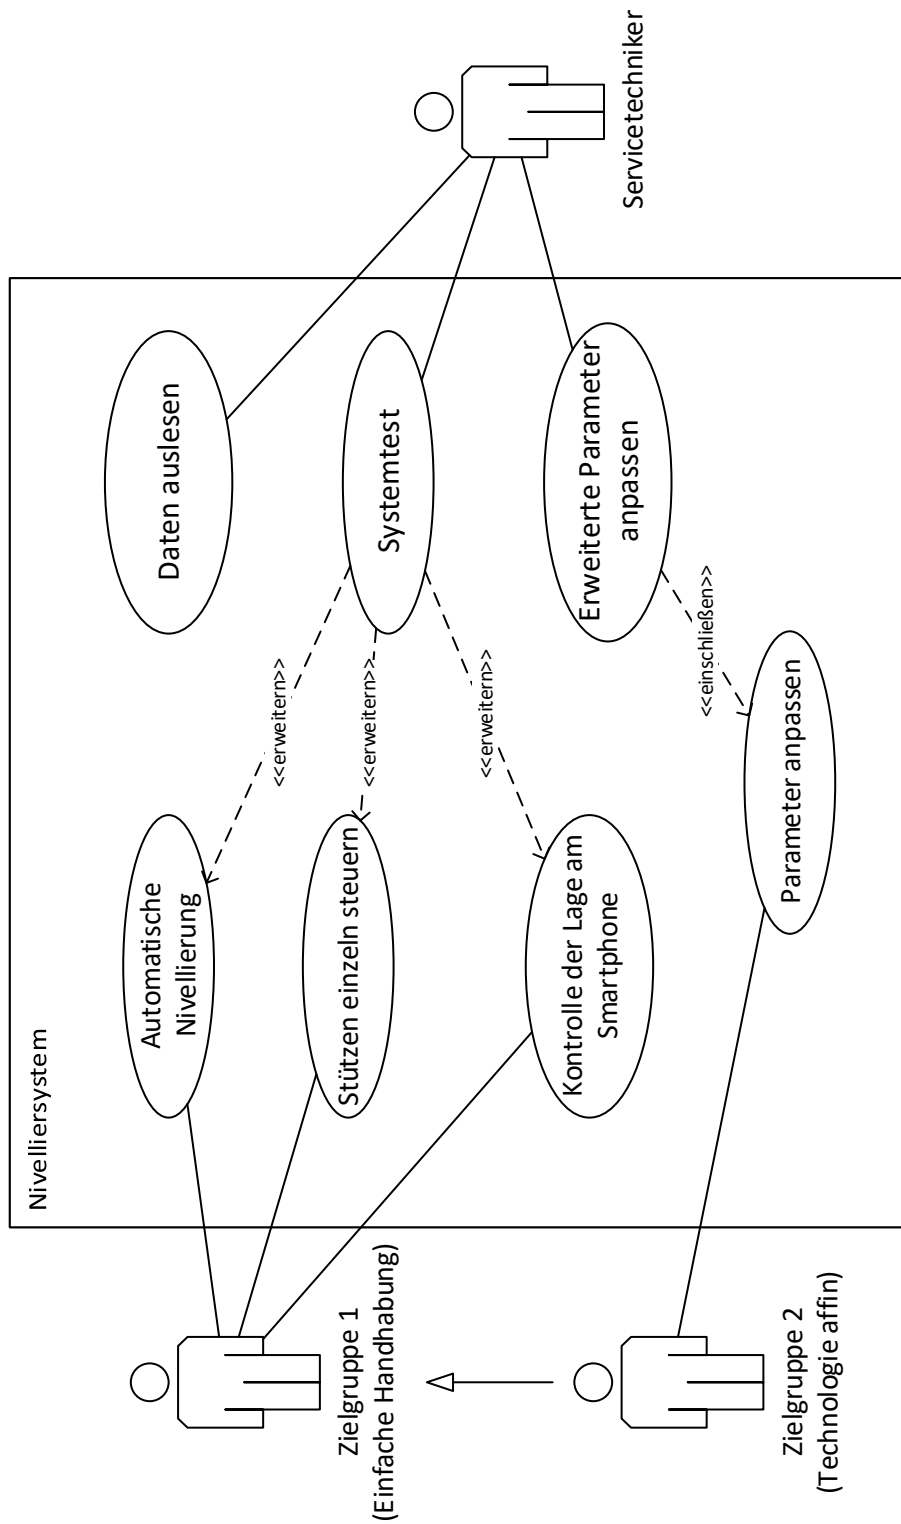 Nivelliersystem
Zielgruppe 1
(Einfache Handhabung)
Zielgruppe 2
(Technologie affin)
Automatische
Nivellierung
Stützen einzeln steuern
Kontrolle der Lage am
Smartphone
Parameter anpassen
<<erweitern>>
<<erweitern>>
<<erweitern>>
<<einschließen>>
Daten auslesen
Systemtest
Erweiterte Parameter
anpassen
Servicetechniker